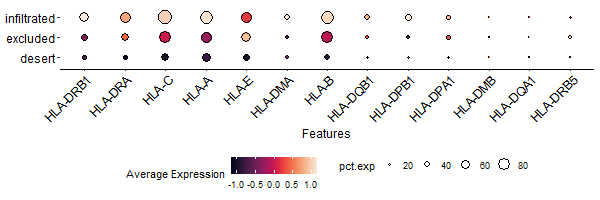 infiltrated
excluded
desert
HLA-DRB1 HLA-DRA HLA-C HLA-A HLA-E HLA-DMA HLA-B HLA-DQB1 HLA-DPB1 HLA-DPA1 HLA-DMB HLA-DQA1 HLA-DRB5
Features
Average Expression -1.0 -0.5 0.0 0.5 1.0 pct.exp 20 40 60 80